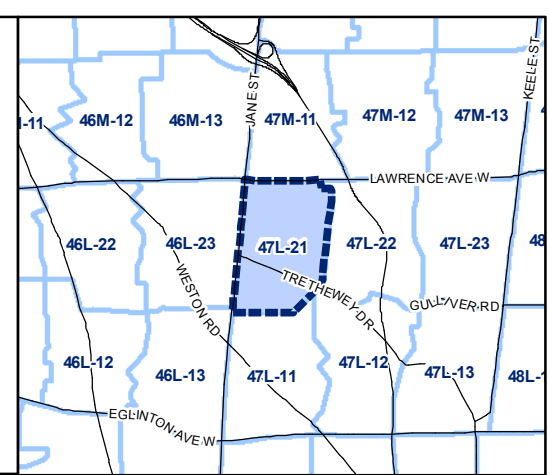 KEELE ST
JANE ST
-11
46M-12
46M-13
47M-11
47M-12
47M-13
LAWRENCE AVE W
46L-22
46L-23
47L-21
47L-22
47L-23
48
WESTON RD
TRETHEWEY DR
GULLIVER RD
46L-12
46L-13
47L-11
47L-12
47L-13
48L-1
EGLINTON AVE W